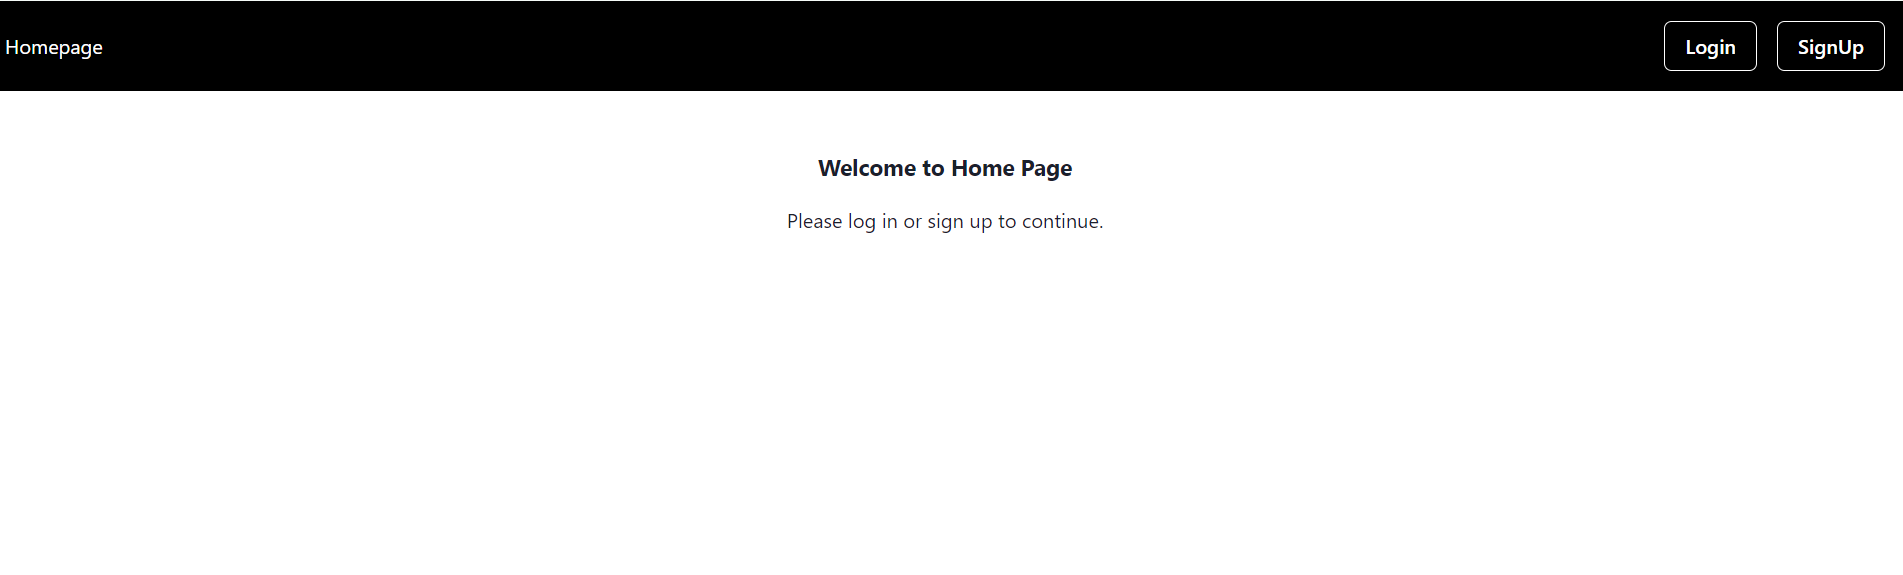 Homepage
Login
SignUp
Welcome to Home Page
Please log in or sign up to continue.